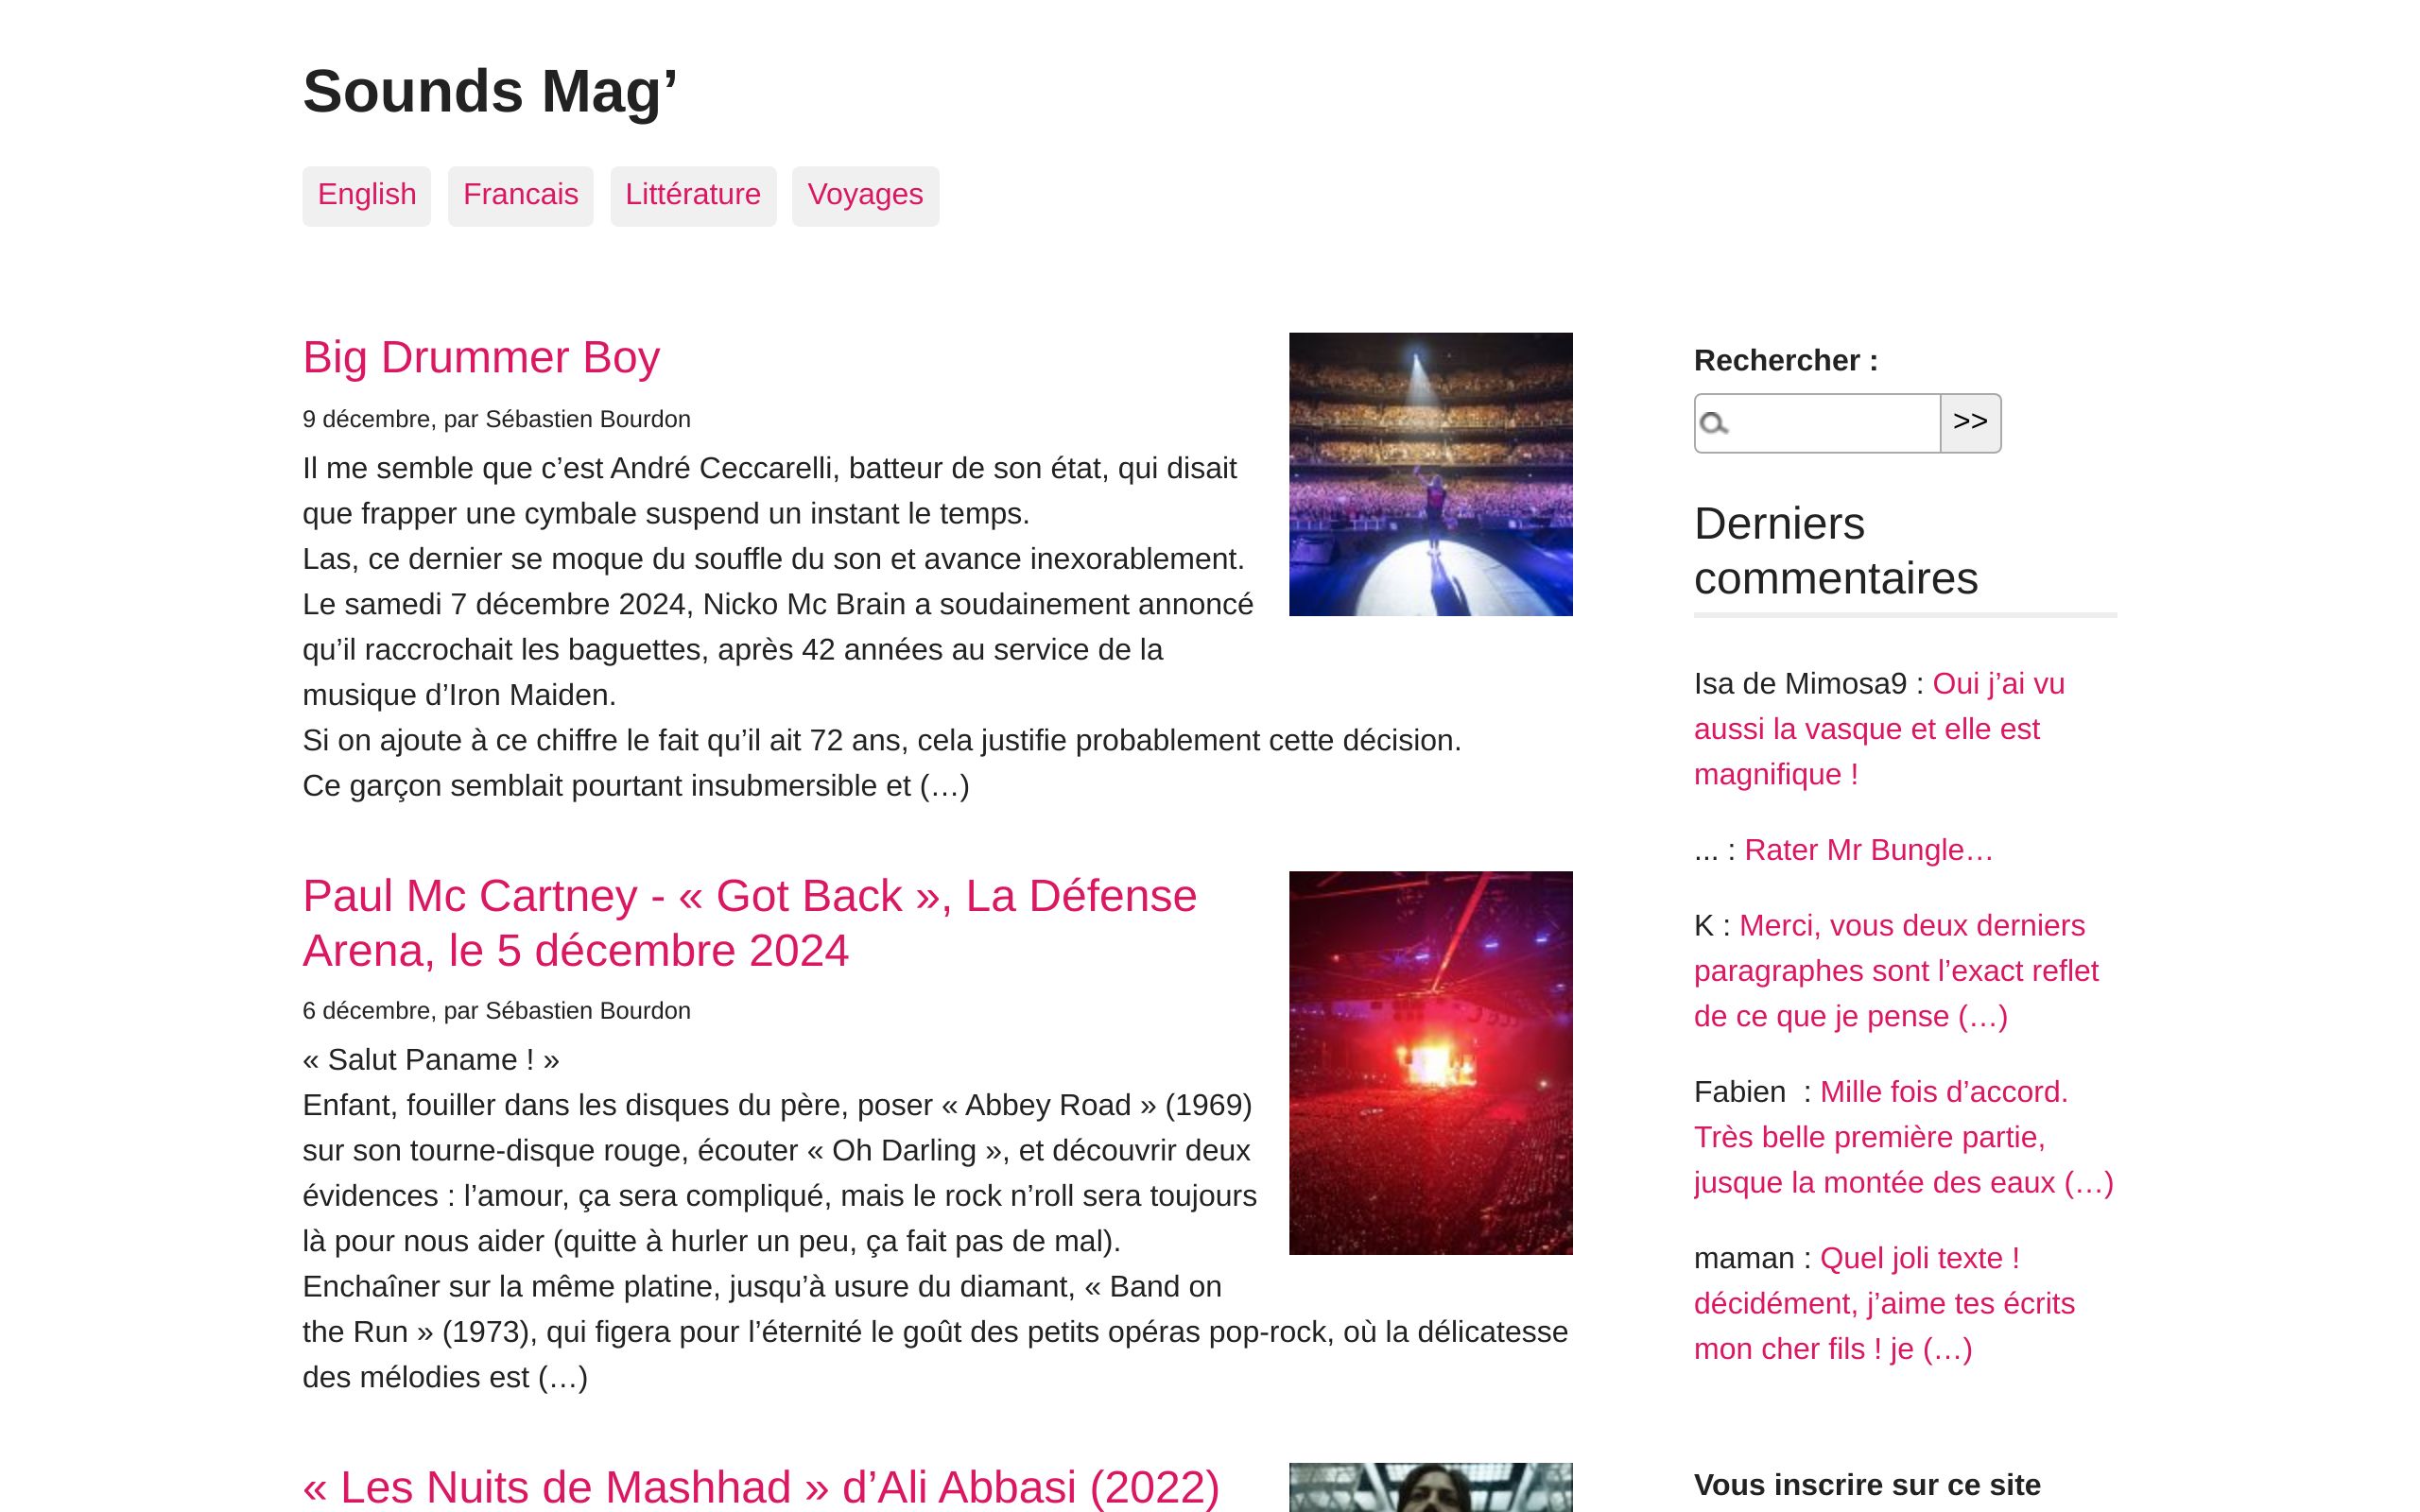 Sounds Mag’
English
Francais
Littérature
Voyages
Big Drummer Boy
9 décembre, par Sébastien Bourdon
Il me semble que c’est André Ceccarelli, batteur de son état, qui disait
que frapper une cymbale suspend un instant le temps.
Las, ce dernier se moque du souffle du son et avance inexorablement.
Le samedi 7 décembre 2024, Nicko Mc Brain a soudainement annoncé
qu’il raccrochait les baguettes, après 42 années au service de la
musique d’Iron Maiden.
Si on ajoute à ce chiffre le fait qu’il ait 72 ans, cela justifie probablement cette décision.
Ce garçon semblait pourtant insubmersible et (…)
Paul Mc Cartney - « Got Back », La Défense
Arena, le 5 décembre 2024
6 décembre, par Sébastien Bourdon
« Salut Paname ! »
Enfant, fouiller dans les disques du père, poser « Abbey Road » (1969)
sur son tourne-disque rouge, écouter « Oh Darling », et découvrir deux
évidences : l’amour, ça sera compliqué, mais le rock n’roll sera toujours
là pour nous aider (quitte à hurler un peu, ça fait pas de mal).
Enchaîner sur la même platine, jusqu’à usure du diamant, « Band on
the Run » (1973), qui figera pour l’éternité le goût des petits opéras pop-rock, où la délicatesse
des mélodies est (…)
« Les Nuits de Mashhad » d’Ali Abbasi (2022)
Rechercher :
>>
Derniers
commentaires
Isa de Mimosa9 : Oui j’ai vu
aussi la vasque et elle est
magnifique !
... : Rater Mr Bungle…
K : Merci, vous deux derniers
paragraphes sont l’exact reflet
de ce que je pense (…)
Fabien  : Mille fois d’accord.
Très belle première partie,
jusque la montée des eaux (…)
maman : Quel joli texte !
décidément, j’aime tes écrits
mon cher fils ! je (…)
Vous inscrire sur ce site